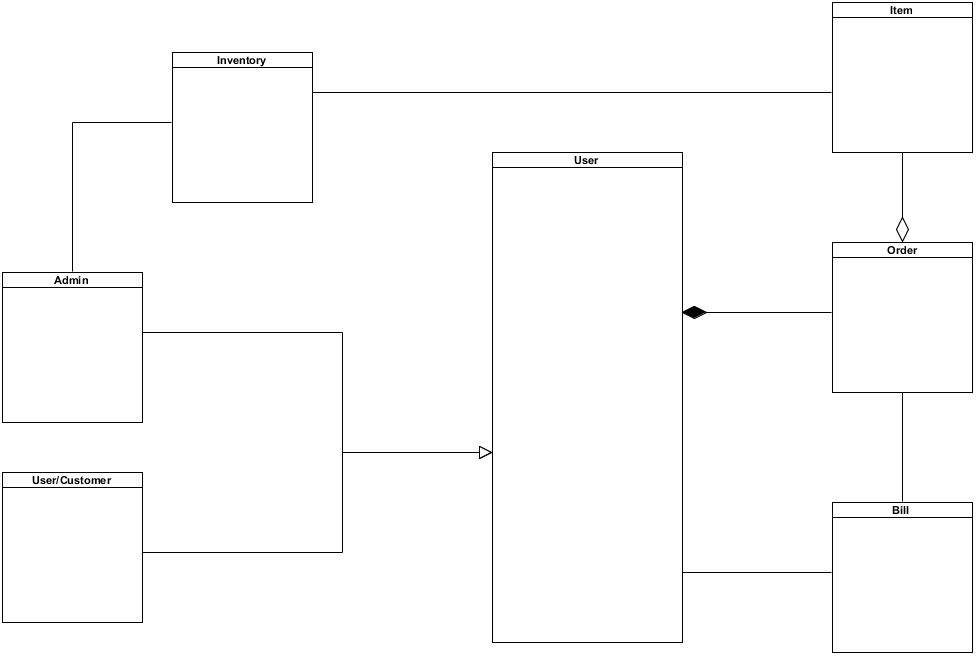 Item
Inventory
User
Order
Admin
User/Customer
Bill